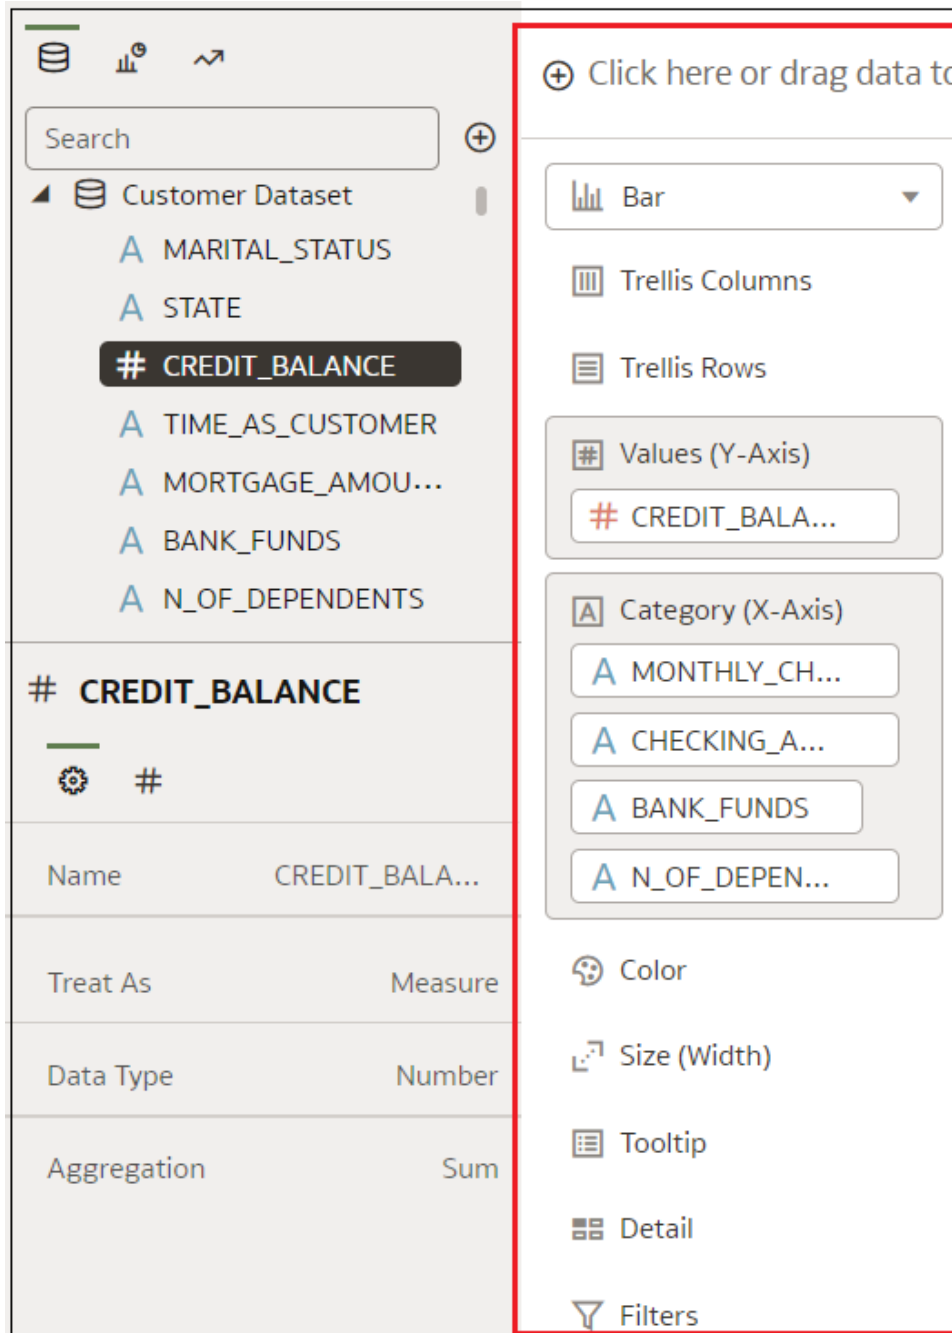 Search
Customer Dataset
A MARITAL_STATUS
A STATE
# CREDIT_BALANCE
A TIME_AS_CUSTOMER
A MORTGAGE_AMOU...
A BANK_FUNDS
A N_OF_DEPENDENTS
# CREDIT_BALANCE
#
Name CREDIT_BALA...
Treat As Measure
Data Type Number
Aggregation Sum
Click here or drag data to
Bar
Trellis Columns
Trellis Rows
# Values (Y-Axis)
# CREDIT_BALA...
A Category (X-Axis)
A MONTHLY_CH...
A CHECKING_A...
A BANK_FUNDS
A N_OF_DEPEN...
Color
Size (Width)
Tooltip
Detail
Filters